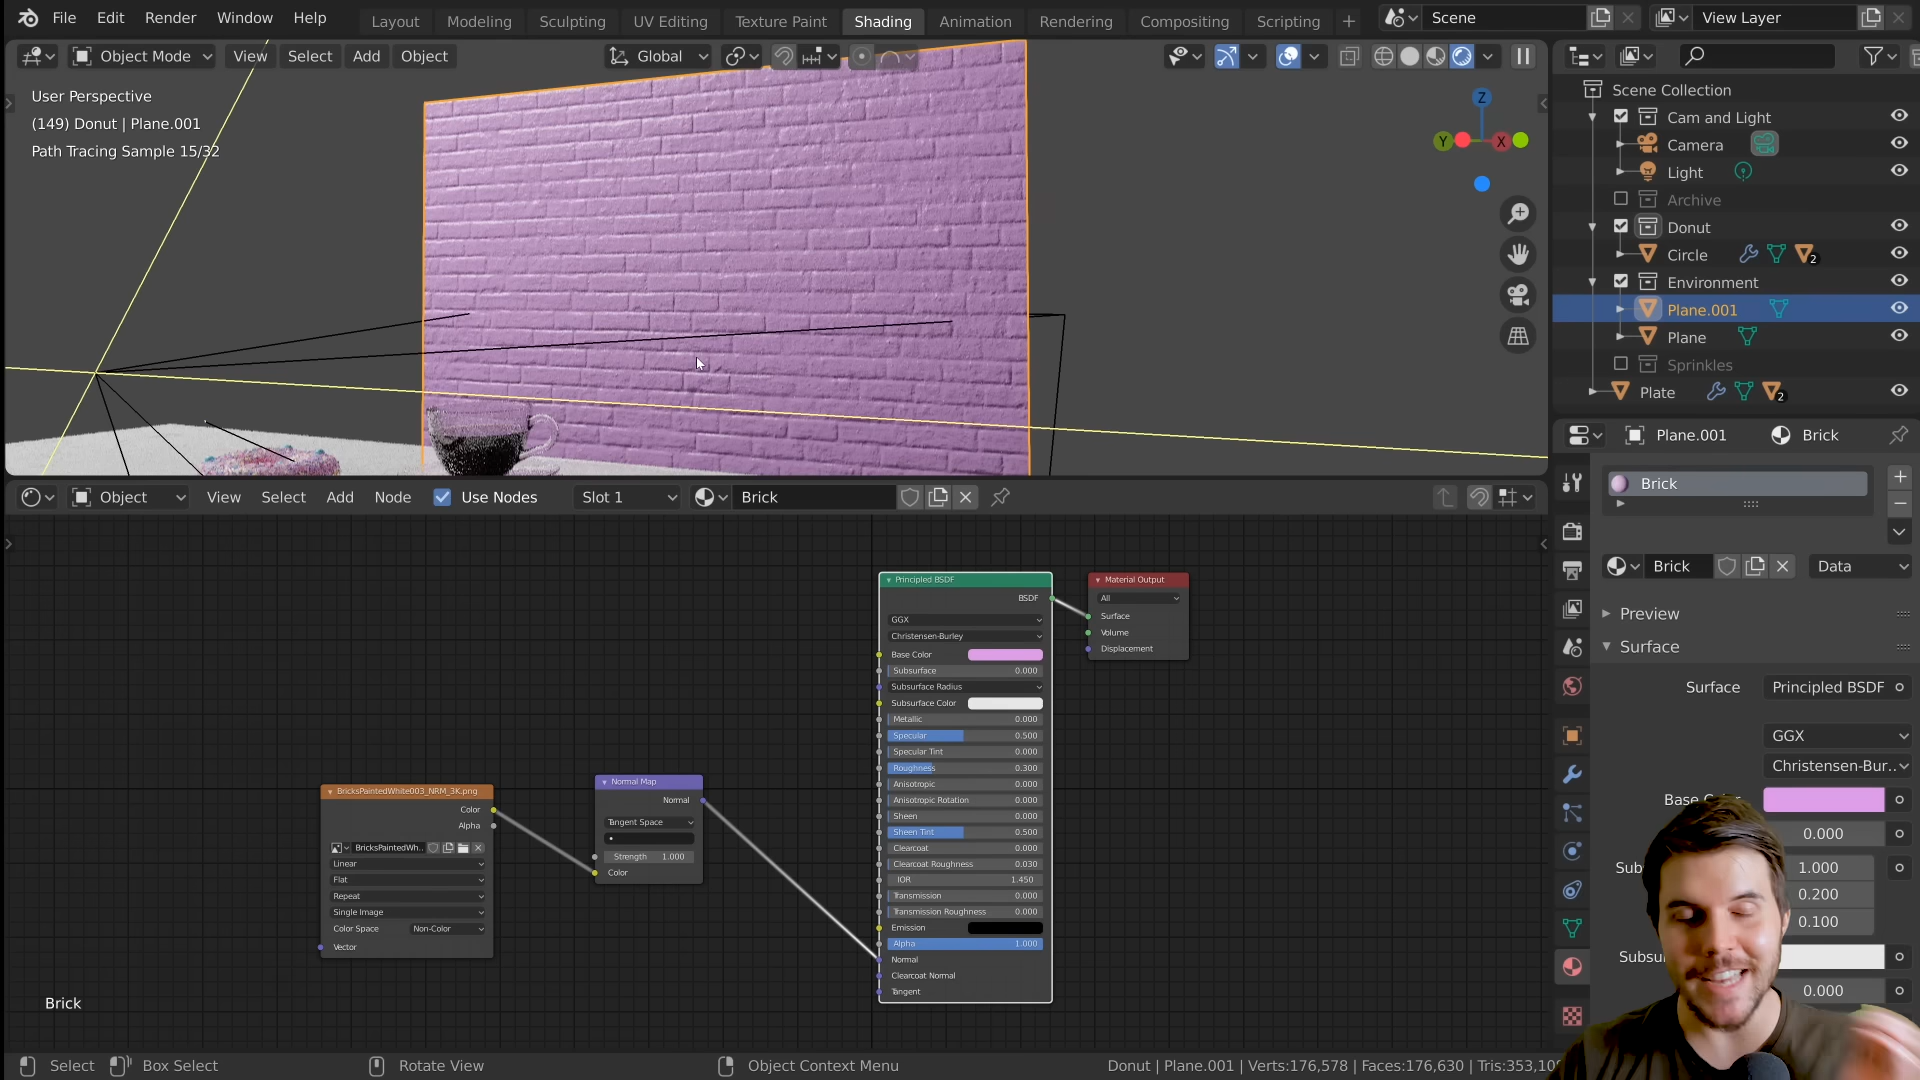 File Edit Render Window Help
Layout Modeling Sculpting UV Editing Texture Paint Shading Animation Rendering Compositing Scripting +
Scene
View Layer
Object Mode View Select Add Object
Global
User Perspective
(149) Donut | Plane.001
Path Tracing Sample 15/32
Z
Y
X
Scene Collection
Cam and Light
Camera
Light
Archive
Donut
Circle 2
Environment
Plane.001
Plane
Sprinkles
Plate 2
Plane.001 Brick
Brick
Brick Data
Preview
Surface
Surface Principled BSDF
GGX
Christensen-Bur..
0.000
1.000
0.200
0.100
0.000
Object View Select Add Node Use Nodes Slot 1 Brick
BricksPaintedWhite003_NRM_3K.png
Color
Alpha
BricksPaintedWh..
Linear
Flat
Repeat
Single Image
Color Space Non-Color
Vector
Normal Map
Normal
Tangent Space
Strength 1.000
Color
Principled BSDF
BSDF
GGX
Christensen-Burley
Base Color
Subsurface 0.000
Subsurface Radius
Subsurface Color
Metallic 0.000
Specular 0.500
Specular Tint 0.000
Roughness 0.300
Anisotropic 0.000
Anisotropic Rotation 0.000
Sheen 0.000
Sheen Tint 0.500
Clearcoat 0.000
Clearcoat Roughness 0.030
IOR 1.450
Transmission 0.000
Transmission Roughness 0.000
Emission
Alpha 1.000
Normal
Clearcoat Normal
Tangent
Material Output
All
Surface
Volume
Displacement
Brick
Select Box Select Rotate View Object Context Menu Donut | Plane.001 | Verts:176,578 | Faces:176,630 | Tris:353,10